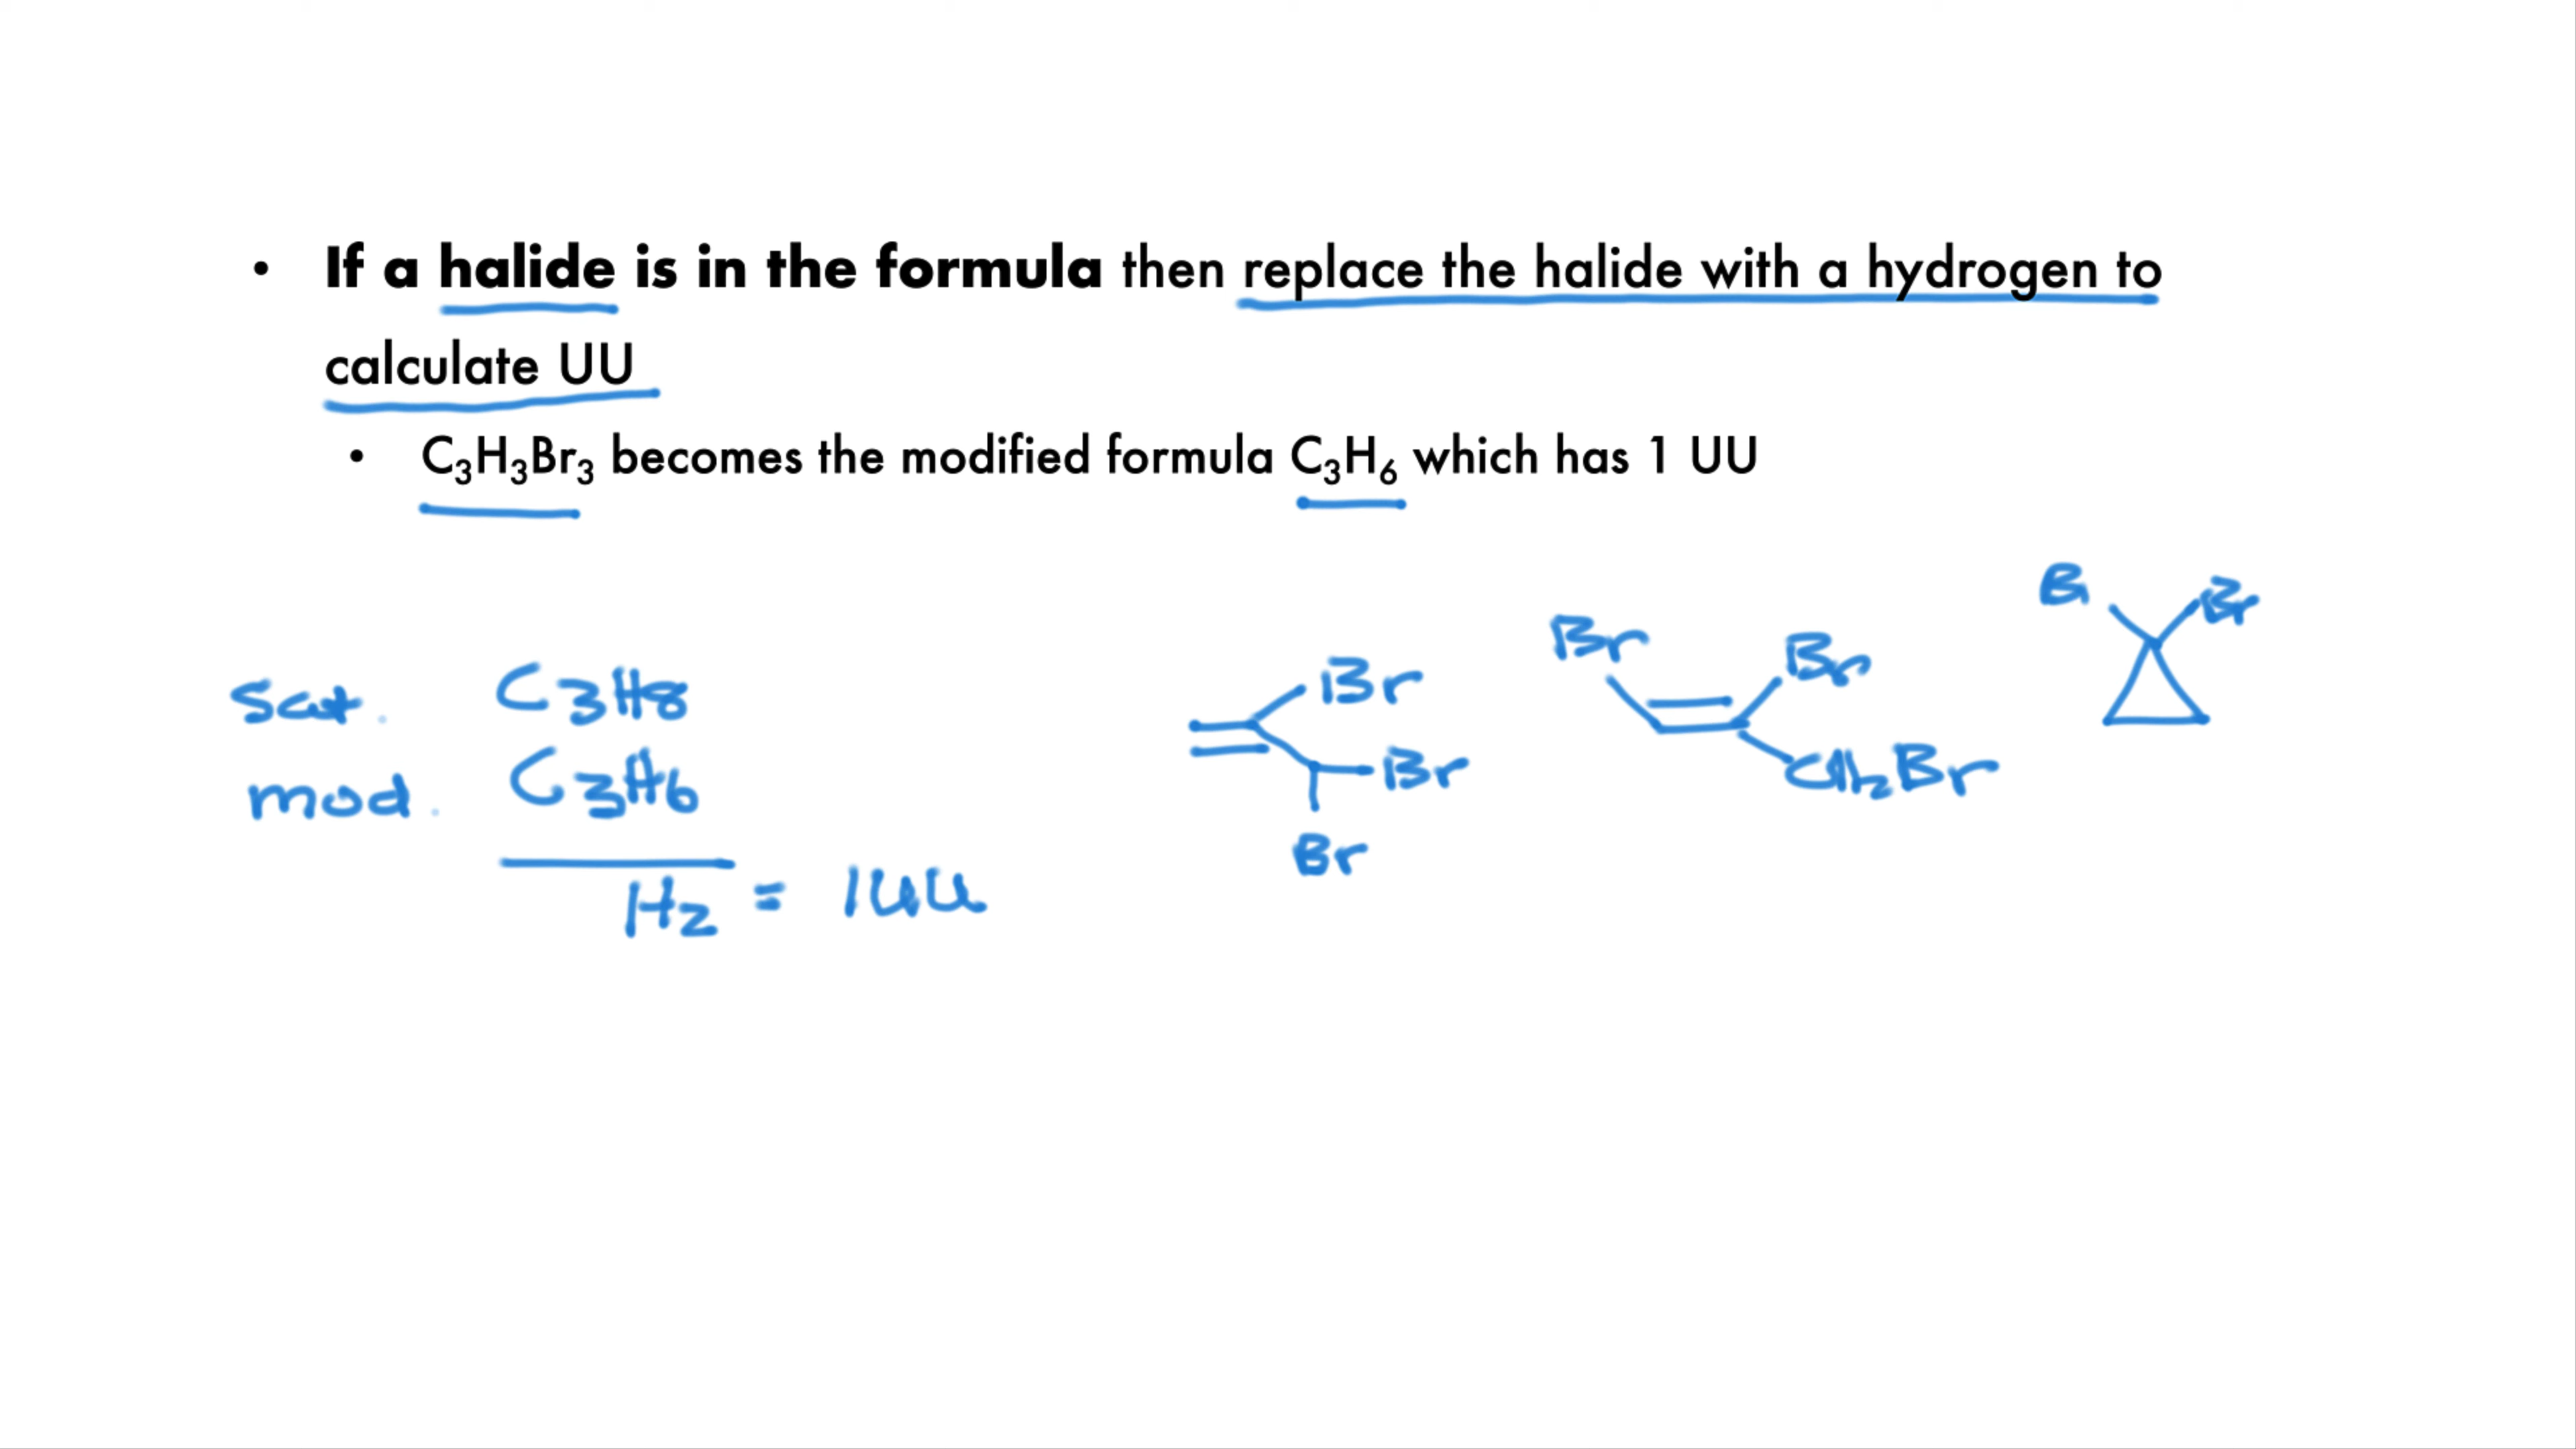 • If a halide is in the formula then replace the halide with a hydrogen to
calculate UU
• C₃H₃Br₃ becomes the modified formula C₃H₆ which has 1 UU
Sat. C₃H₈
mod. C₃H₆
H₂ = 1UU
Br
Br
Br
Br
Br
CH₂Br
Br
Br